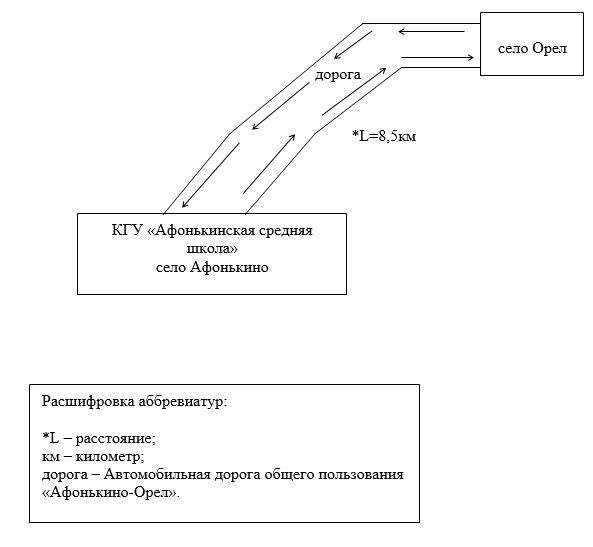 село Орел
дорога
*L=8,5км
КГУ «Афонькинская средняя
школа»
село Афонькино
Расшифровка аббревиатур:
*L – расстояние;
км – километр;
дорога – Автомобильная дорога общего пользования
«Афонькино-Орел».